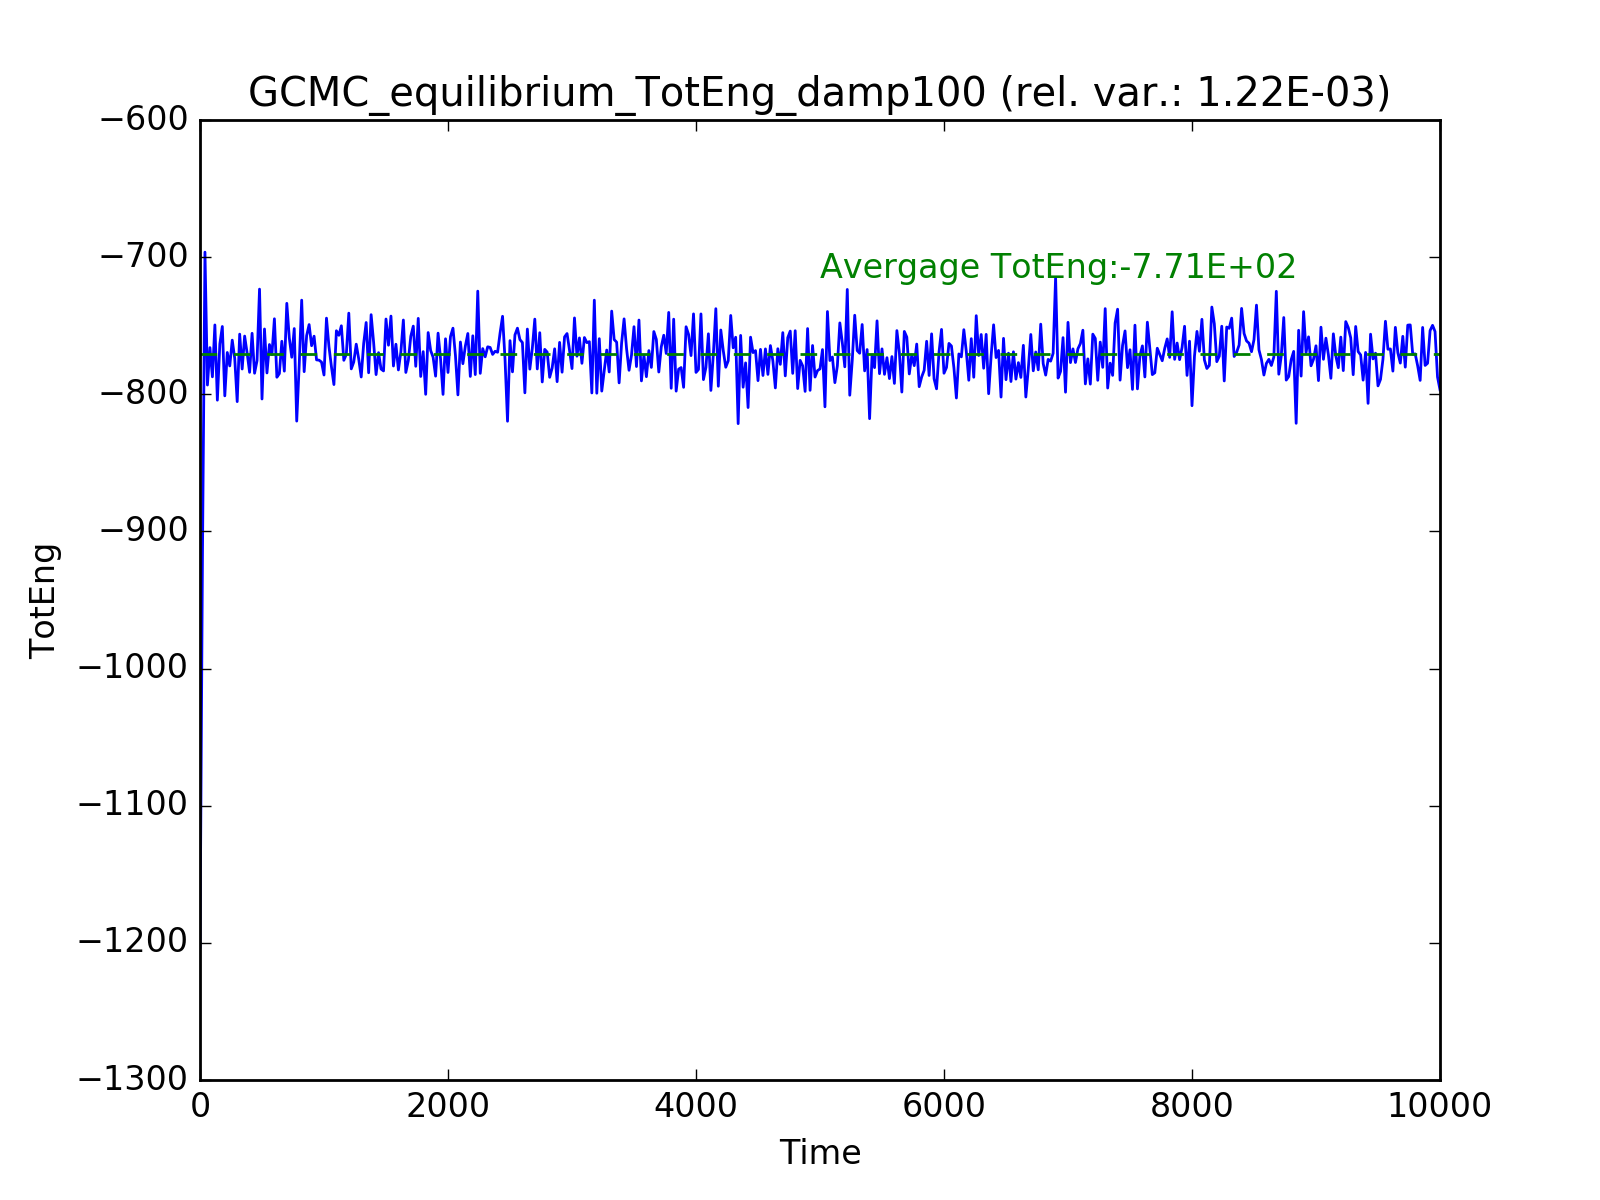 GCMC_equilibrium_TotEng_damp100 (rel. var.: 1.22E-03)
−600
−700
Avergage TotEng:-7.71E+02
−800
−900
TotEng
−1000
−1100
−1200
−1300
0 2000 4000 6000 8000 10000
Time